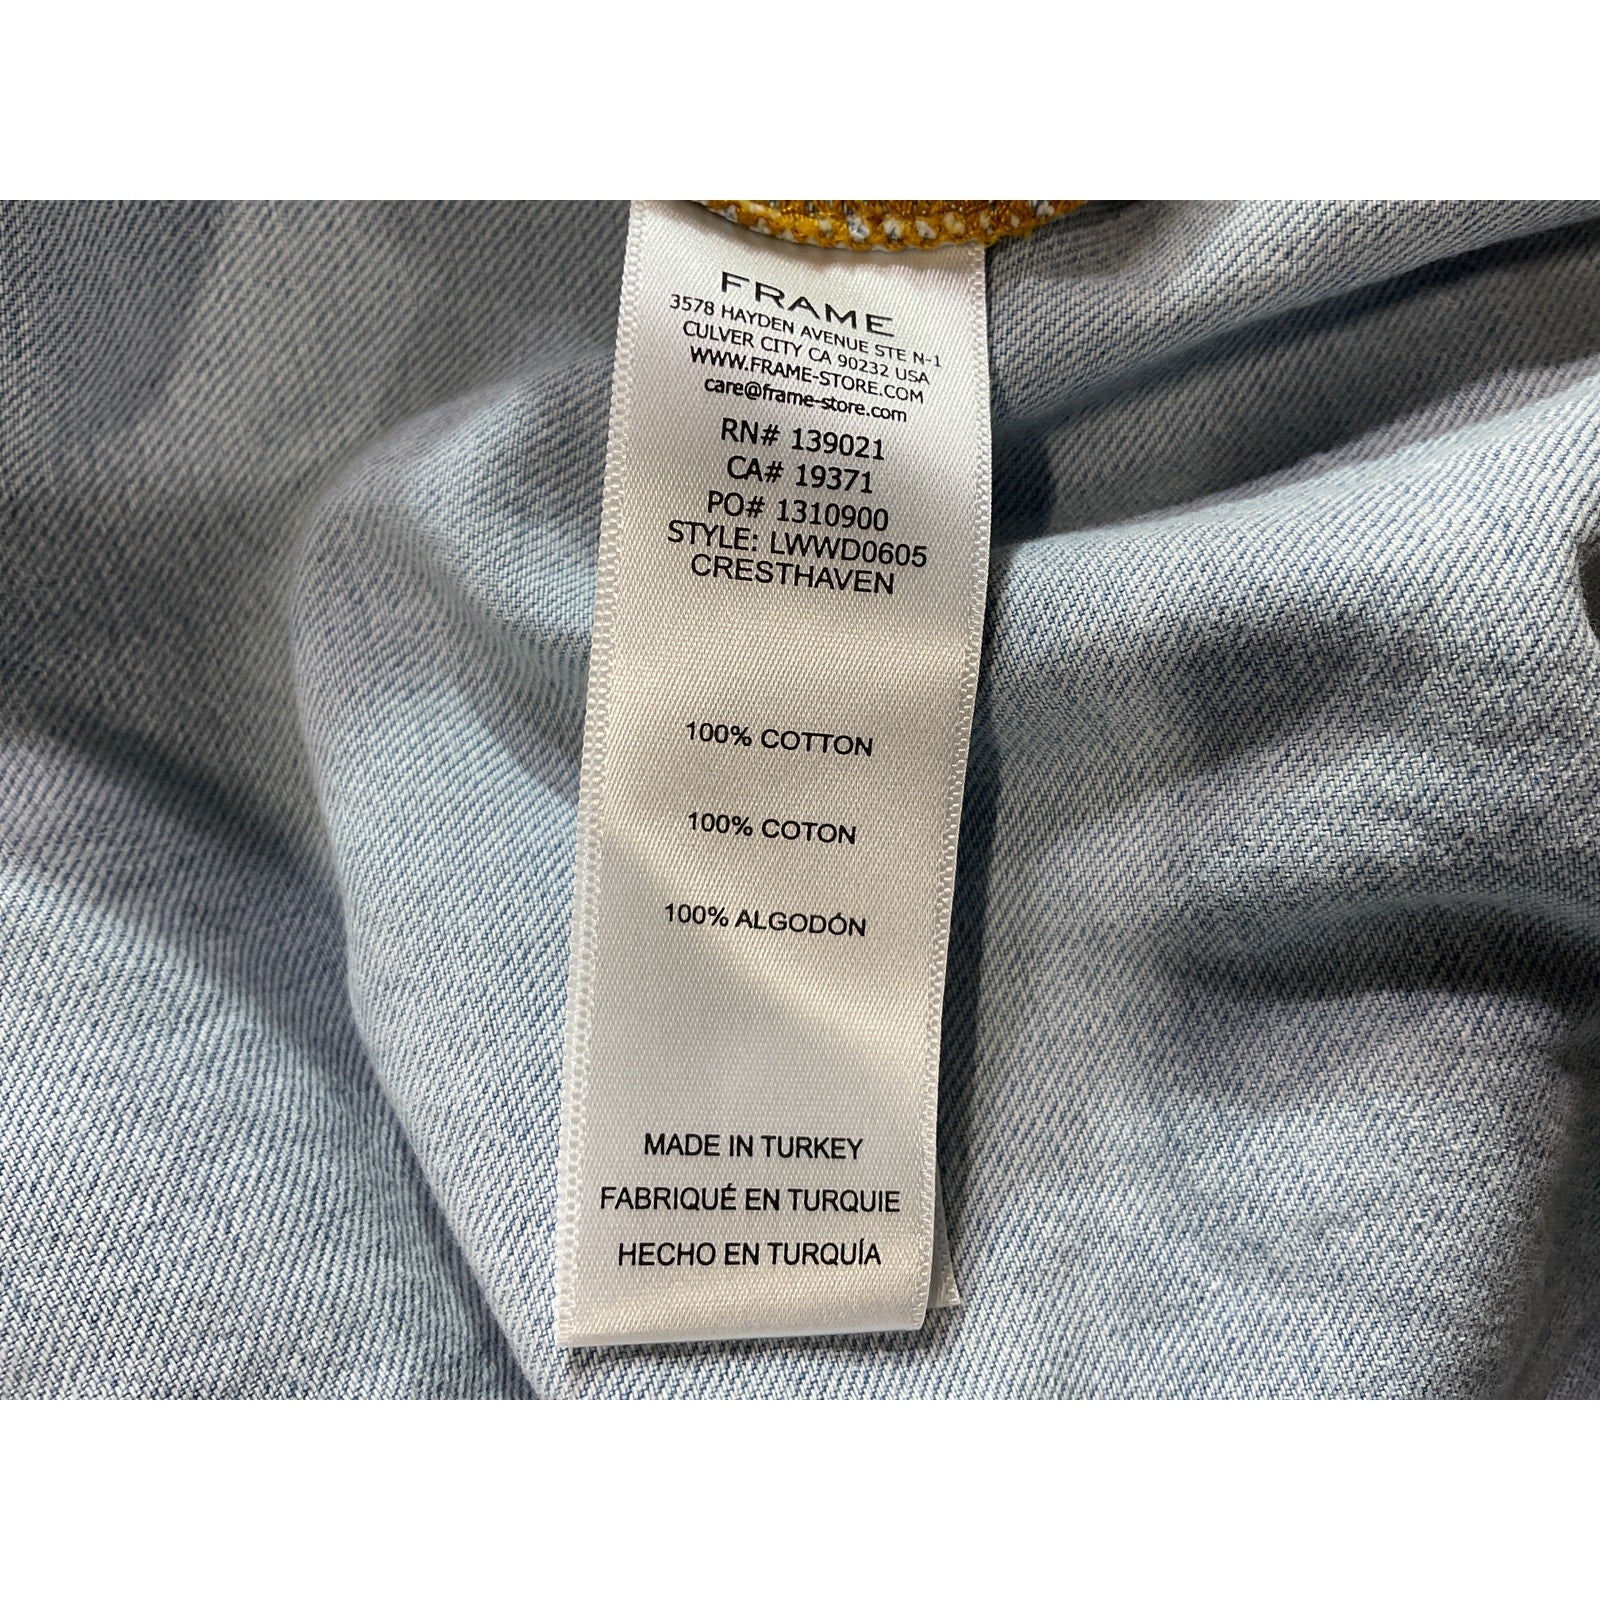 FRAME
3578 HAYDEN AVENUE STE N-1
CULVER CITY CA 90232 USA
WWW.FRAME-STORE.COM
care@frame-store.com
RN# 139021
CA# 19371
PO# 1310900
STYLE: LWWD0605
CRESTHAVEN
100% COTTON
100% COTON
100% ALGODÓN
MADE IN TURKEY
FABRIQUÉ EN TURQUIE
HECHO EN TURQUÍA